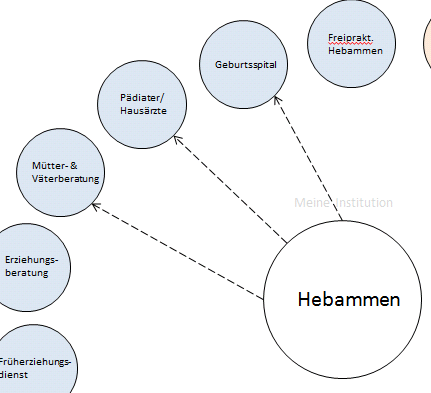 Freiprakt.
Hebammen
Geburtsspital
Pädiater/
Hausärzte
Mütter- &
Väterberatung
Meine Institution
Erziehungs-
beratung
Hebammen
Früherziehungs-
dienst